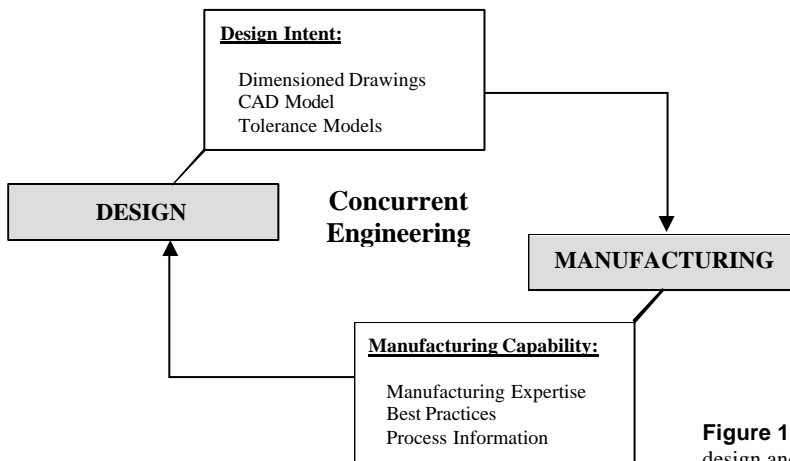 Design Intent:
Dimensioned Drawings
CAD Model
Tolerance Models
DESIGN
Concurrent
Engineering
MANUFACTURING
Manufacturing Capability:
Manufacturing Expertise
Best Practices
Process Information
Figure 1
design and